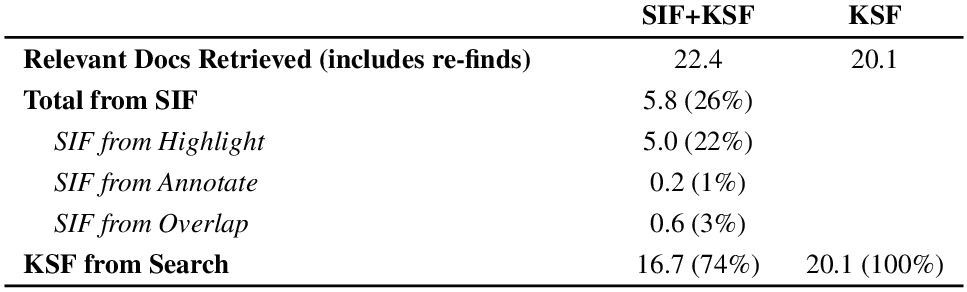 SIF+KSF KSF
Relevant Docs Retrieved (includes re-finds) 22.4 20.1
Total from SIF 5.8 (26%)
SIF from Highlight 5.0 (22%)
SIF from Annotate 0.2 (1%)
SIF from Overlap 0.6 (3%)
KSF from Search 16.7 (74%) 20.1 (100%)